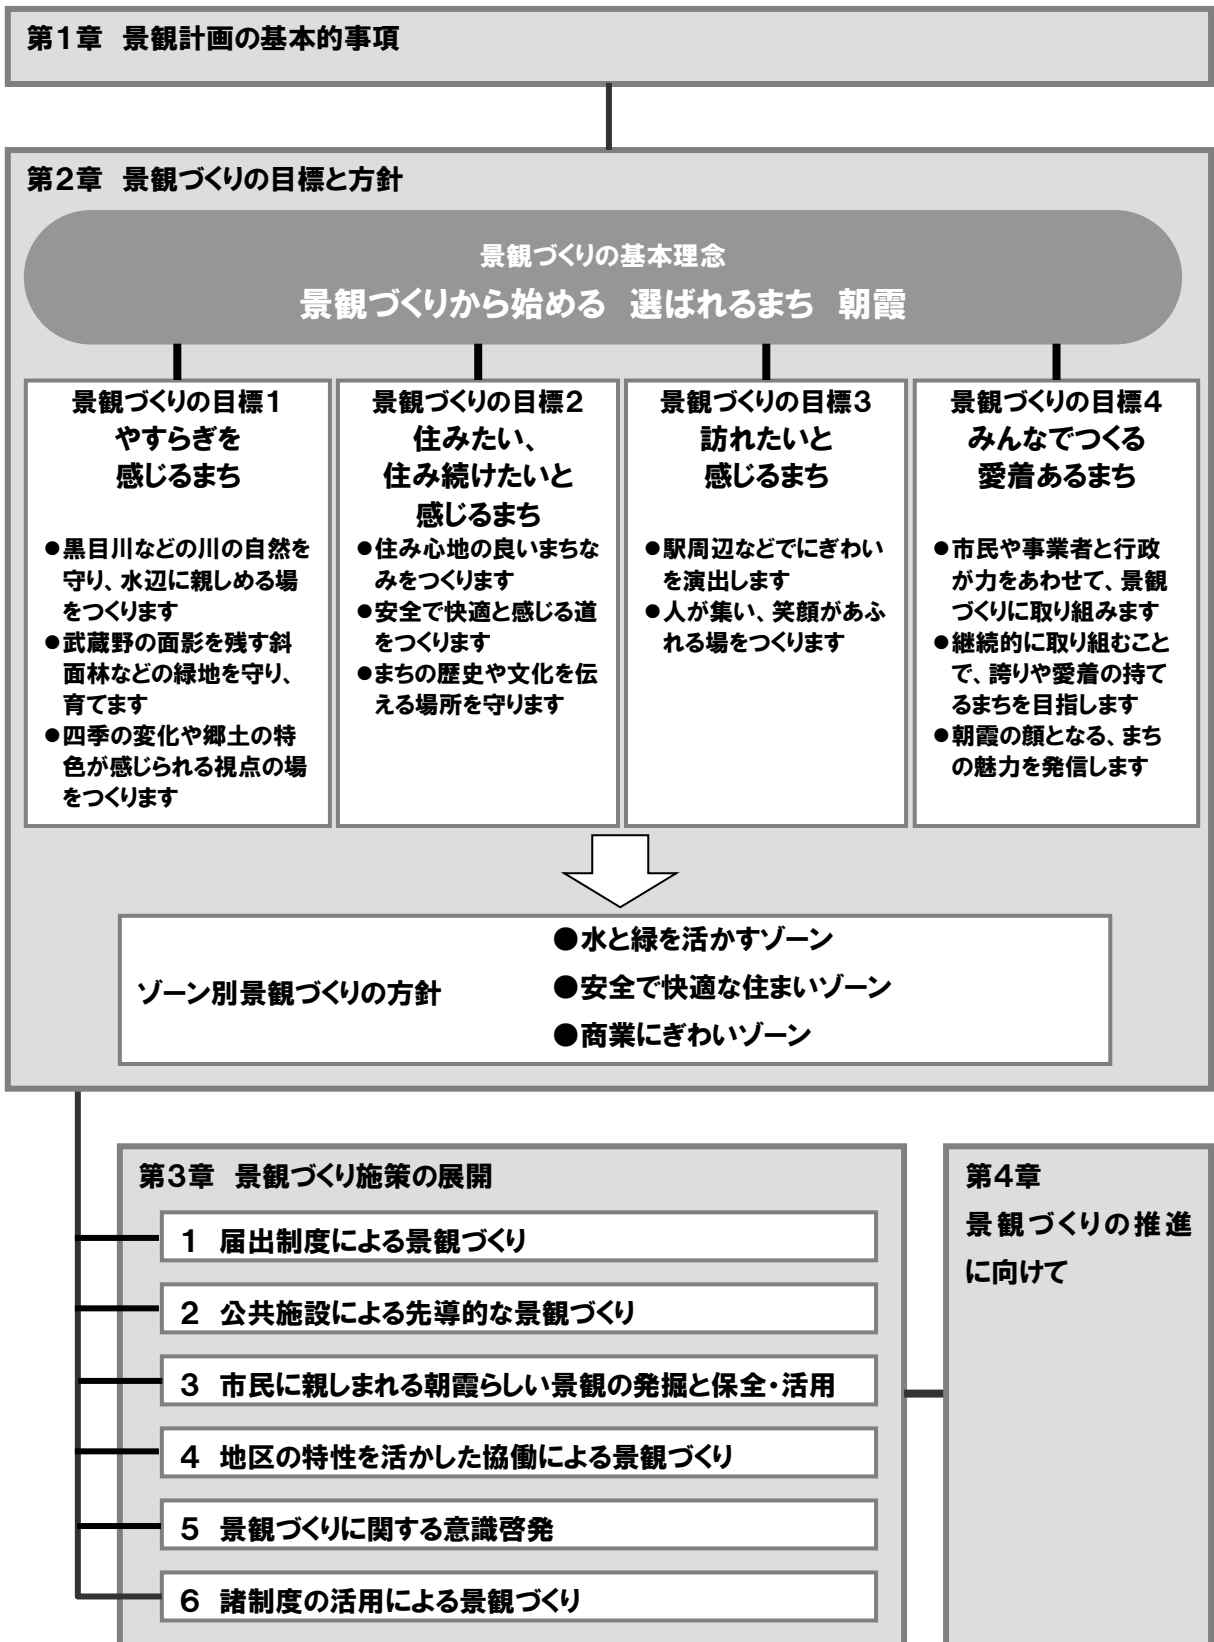 第1章 景観計画の基本的事項
第2章 景観づくりの目標と方針
景観づくりの基本理念
景観づくりから始める 選ばれるまち 朝霞
景観づくりの目標1
やすらぎを
感じるまち
●黒目川などの川の自然を
守り、水辺に親しめる場
をつくります
●武蔵野の面影を残す斜
面林などの緑地を守り、
育てます
●四季の変化や郷土の特
色が感じられる視点の場
をつくります
景観づくりの目標2
住みたい、
住み続けたいと
感じるまち
●住み心地の良いまちな
みをつくります
●安全で快適と感じる道
をつくります
●まちの歴史や文化を伝
える場所を守ります
景観づくりの目標3
訪れたいと
感じるまち
●駅周辺などでにぎわい
を演出します
●人が集い、笑顔があふ
れる場をつくります
景観づくりの目標4
みんなでつくる
愛着あるまち
●市民や事業者と行政
が力をあわせて、景観
づくりに取り組みます
●継続的に取り組むこと
で、誇りや愛着の持て
るまちを目指します
●朝霞の顔となる、まち
の魅力を発信します
ゾーン別景観づくりの方針
●水と緑を活かすゾーン
●安全で快適な住まいゾーン
●商業にぎわいゾーン
第3章 景観づくり施策の展開
1 届出制度による景観づくり
2 公共施設による先導的な景観づくり
3 市民に親しまれる朝霞らしい景観の発掘と保全・活用
4 地区の特性を活かした協働による景観づくり
5 景観づくりに関する意識啓発
6 諸制度の活用による景観づくり
第4章
景観づくりの推進
に向けて